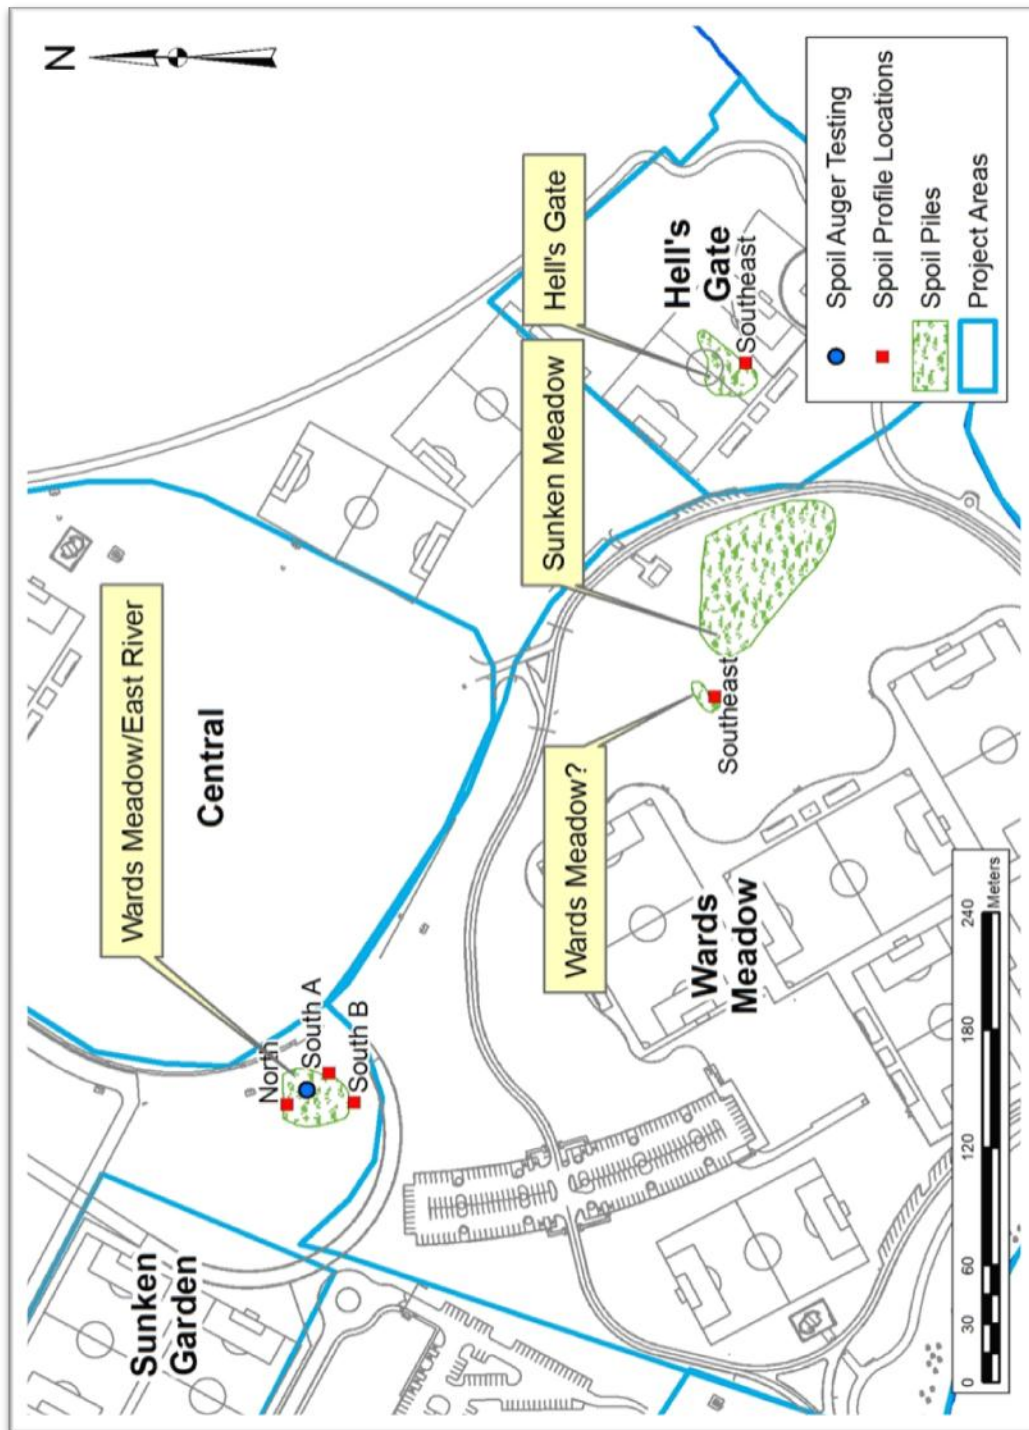 N
Wards Meadow/East River
Central
North
South A
South B
Sunken
Garden
Hell's Gate
Sunken Meadow
Wards Meadow?
Hell's
Gate
Southeast
Southeast
Wards
Meadow
Spoil Auger Testing
Spoil Profile Locations
Spoil Piles
Project Areas
0 30 60 120 180 240
Meters